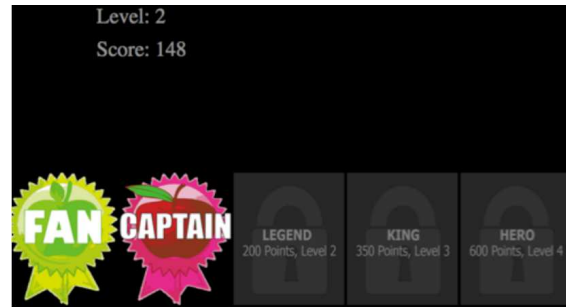 Level: 2
Score: 148
FAN
CAPTAIN
LEGEND
200 Points, Level 2
KING
350 Points, Level 3
HERO
600 Points, Level 4